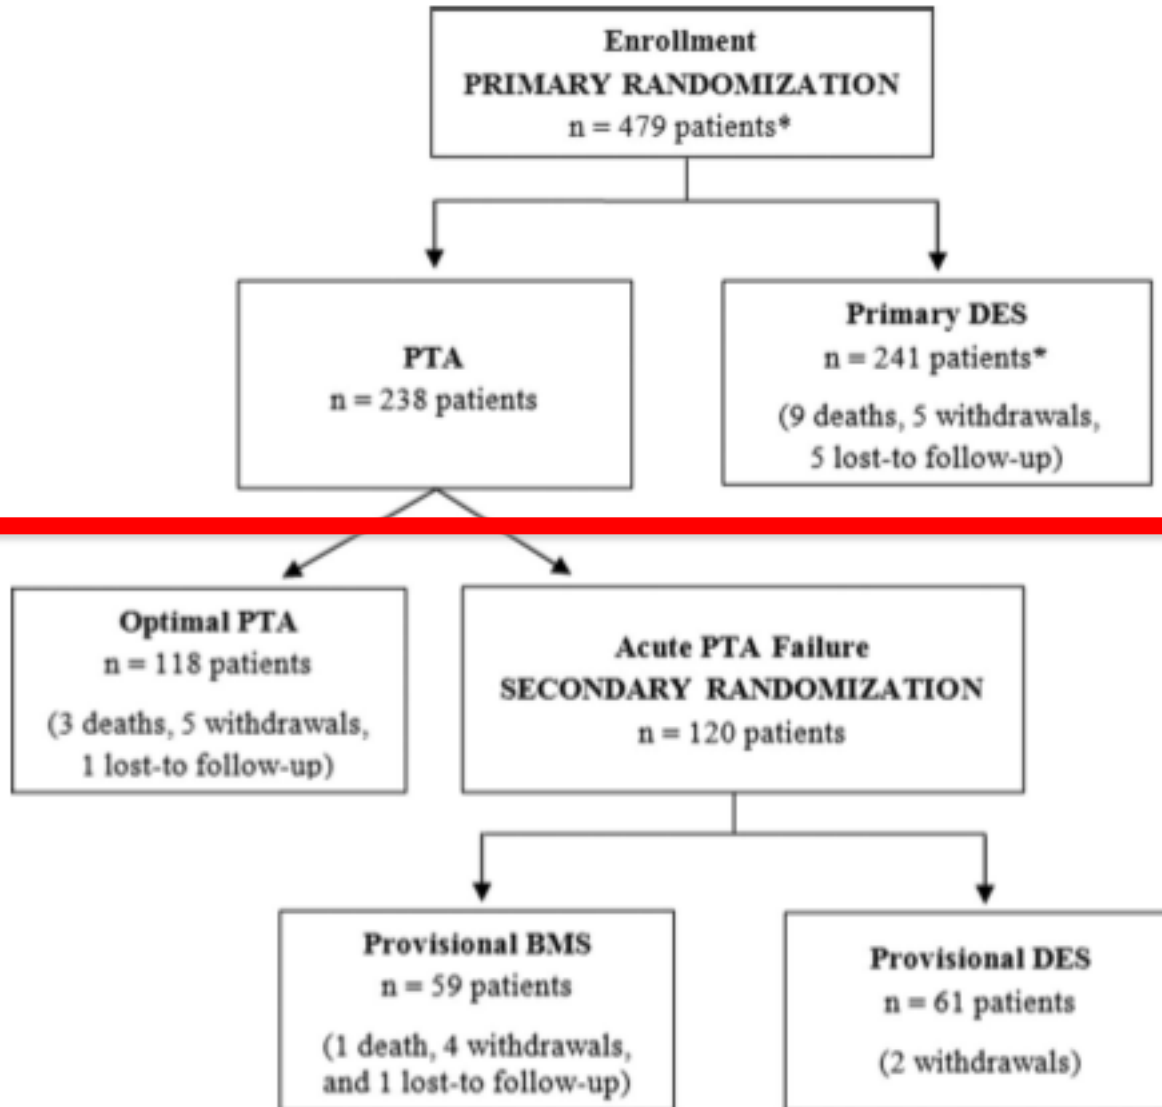 Enrollment
PRIMARY RANDOMIZATION
n = 479 patients*
PTA
n = 238 patients
Primary DES
n = 241 patients*
(9 deaths, 5 withdrawals,
5 lost-to follow-up)
Optimal PTA
n = 118 patients
(3 deaths, 5 withdrawals,
1 lost-to follow-up)
Acute PTA Failure
SECONDARY RANDOMIZATION
n = 120 patients
Provisional BMS
n = 59 patients
(1 death, 4 withdrawals,
and 1 lost-to follow-up)
Provisional DES
n = 61 patients
(2 withdrawals)